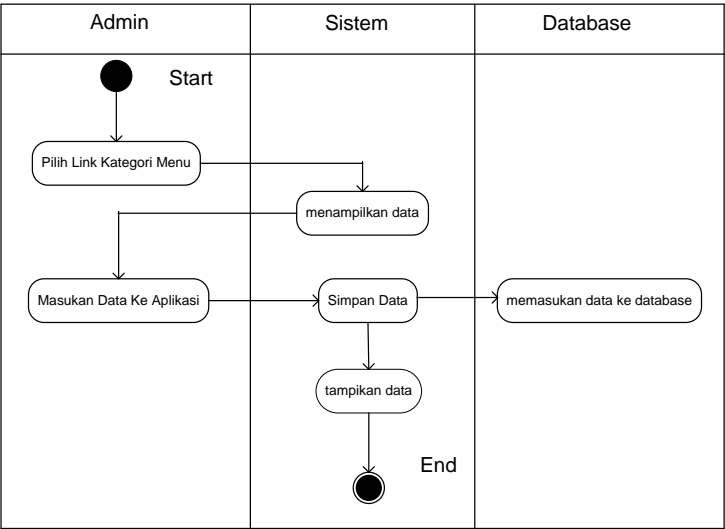 Admin
Sistem
Database
Start
Pilih Link Kategori Menu
menampilkan data
Masukan Data Ke Aplikasi
Simpan Data
memasukan data ke database
tampikan data
End